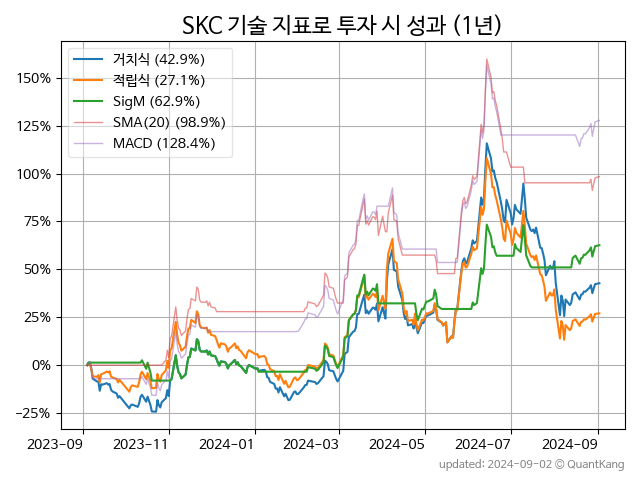 SKC 기술 지표로 투자 시 성과 (1년)
거치식 (42.9%)
적립식 (27.1%)
SigM (62.9%)
SMA(20) (98.9%)
MACD (128.4%)
150%
125%
100%
75%
50%
25%
0%
−25%
2023-09 2023-11 2024-01 2024-03 2024-05 2024-07 2024-09
updated: 2024-09-02 © QuantKang